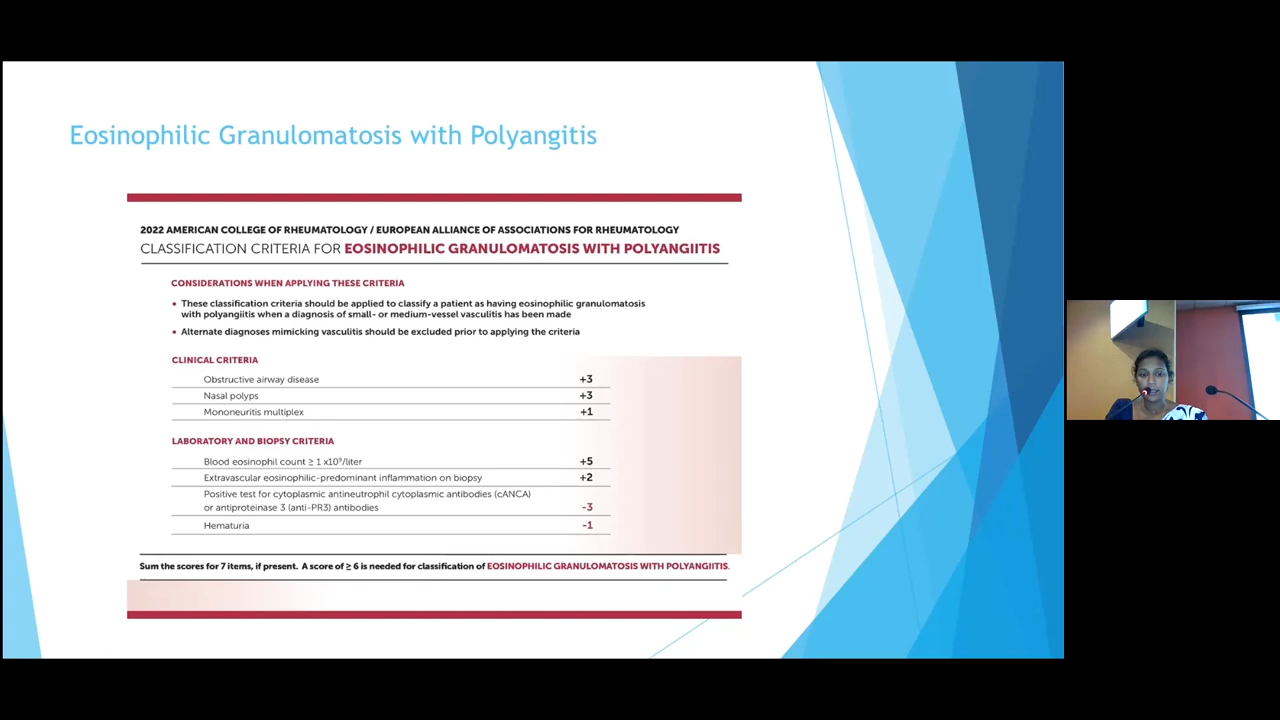 Eosinophilic Granulomatosis with Polyangitis
2022 AMERICAN COLLEGE OF RHEUMATOLOGY / EUROPEAN ALLIANCE OF ASSOCIATIONS FOR RHEUMATOLOGY
CLASSIFICATION CRITERIA FOR EOSINOPHILIC GRANULOMATOSIS WITH POLYANGIITIS
CONSIDERATIONS WHEN APPLYING THESE CRITERIA
• These classification criteria should be applied to classify a patient as having eosinophilic granulomatosis
with polyangiitis when a diagnosis of small- or medium-vessel vasculitis has been made
• Alternate diagnoses mimicking vasculitis should be excluded prior to applying the criteria
CLINICAL CRITERIA
Obstructive airway disease +3
Nasal polyps +3
Mononeuritis multiplex +1
LABORATORY AND BIOPSY CRITERIA
Blood eosinophil count ≥ 1 x10⁹/liter +5
Extravascular eosinophilic-predominant inflammation on biopsy +2
Positive test for cytoplasmic antineutrophil cytoplasmic antibodies (cANCA)
or antiproteinase 3 (anti-PR3) antibodies -3
Hematuria -1
Sum the scores for 7 items, if present. A score of ≥ 6 is needed for classification of EOSINOPHILIC GRANULOMATOSIS WITH POLYANGIITIS.